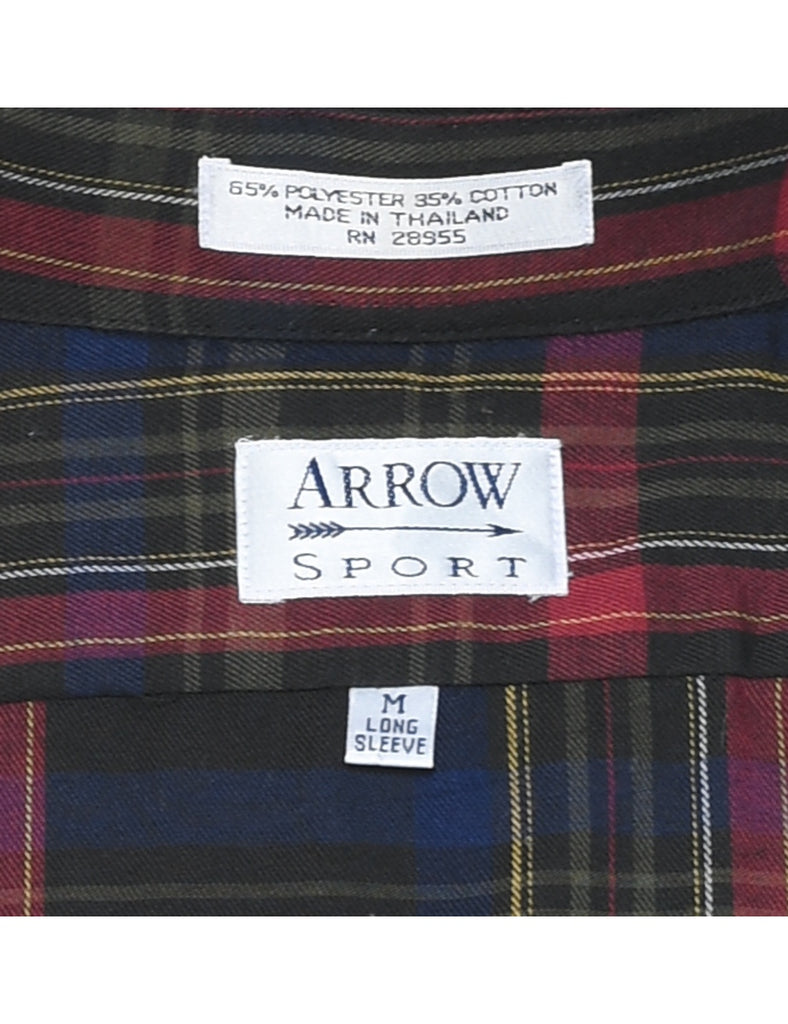 65% POLYESTER 35% COTTON
MADE IN THAILAND
RN 28955
ARROW
SPORT
M
LONG
SLEEVE